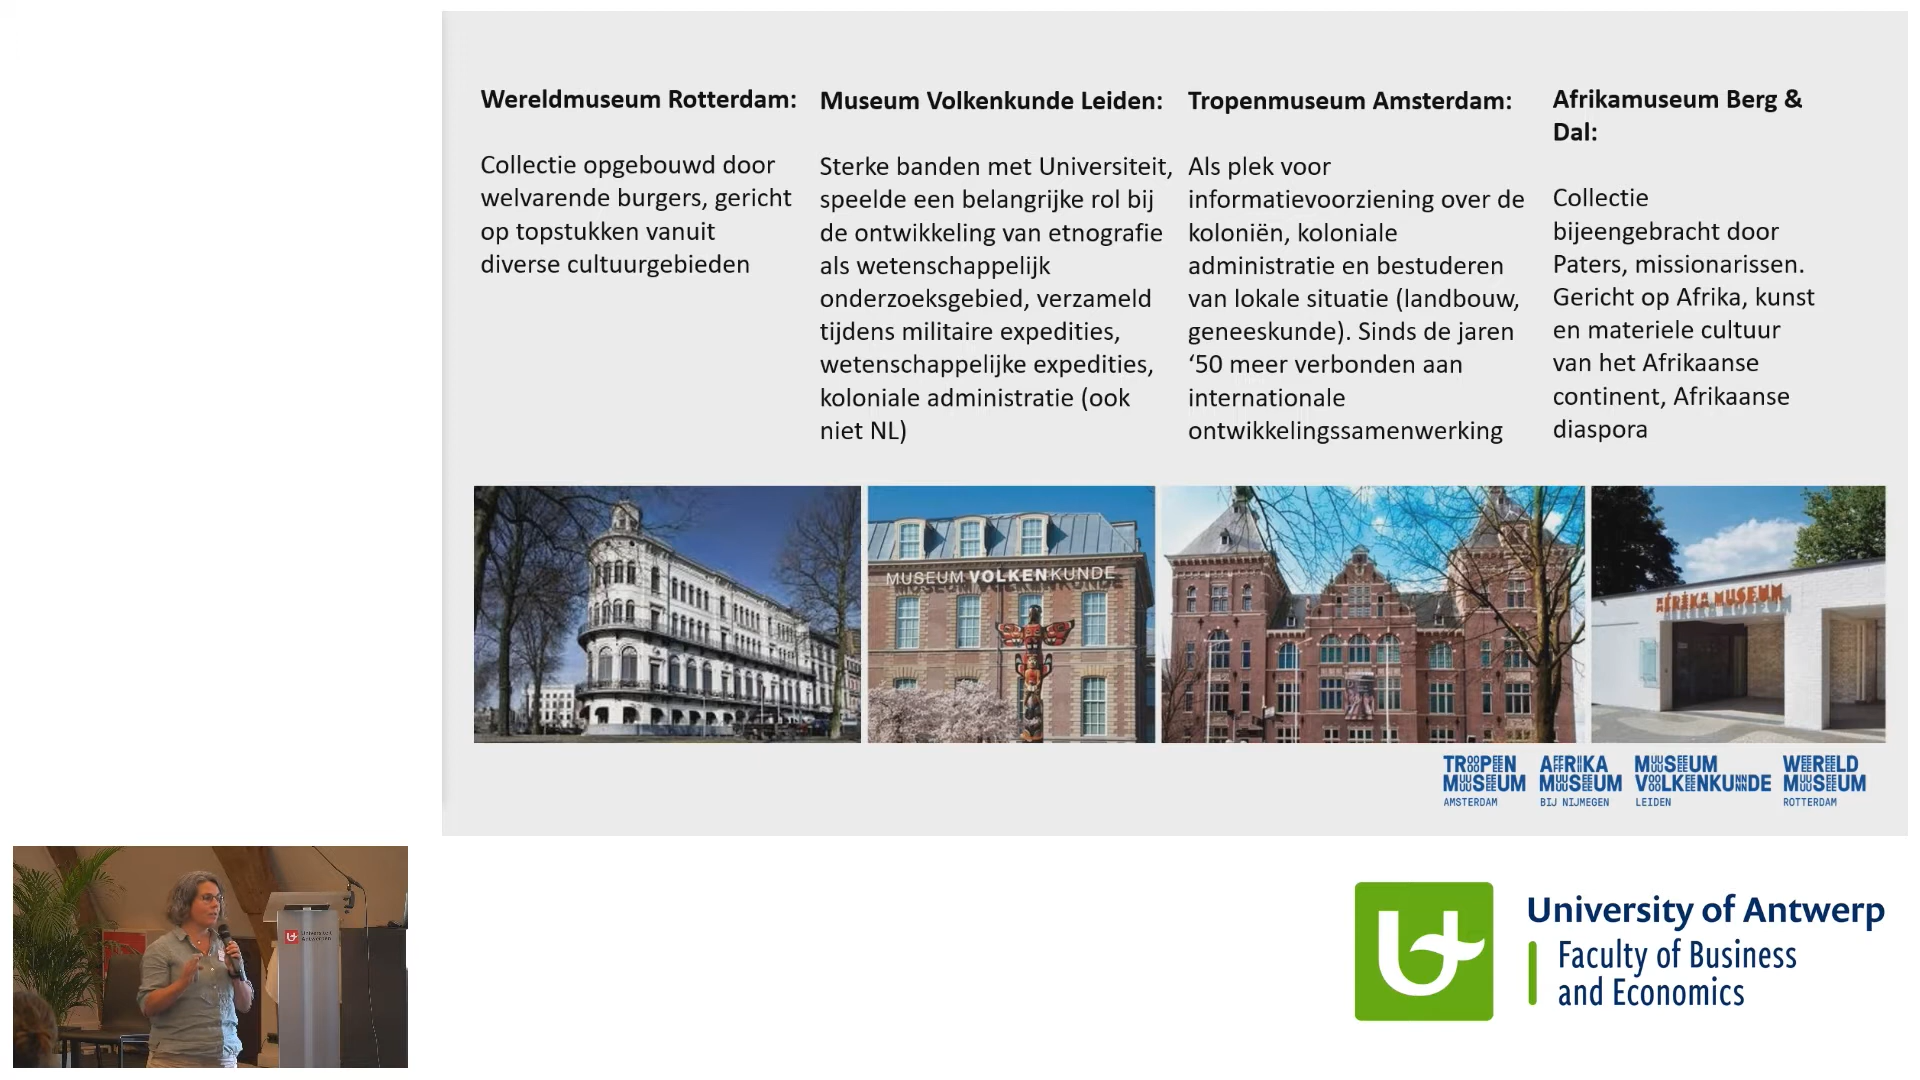 Wereldmuseum Rotterdam:
Collectie opgebouwd door
welvarende burgers, gericht
op topstukken vanuit
diverse cultuurgebieden
Museum Volkenkunde Leiden:
Sterke banden met Universiteit,
speelde een belangrijke rol bij
de ontwikkeling van etnografie
als wetenschappelijk
onderzoeksgebied, verzameld
tijdens militaire expedities,
wetenschappelijke expedities,
koloniale administratie (ook
niet NL)
Tropenmuseum Amsterdam:
Als plek voor
informatievoorziening over de
koloniën, koloniale
administratie en bestuderen
van lokale situatie (landbouw,
geneeskunde). Sinds de jaren
‘50 meer verbonden aan
internationale
ontwikkelingssamenwerking
Afrikamuseum Berg &
Dal:
Collectie
bijeengebracht door
Paters, missionarissen.
Gericht op Afrika, kunst
en materiele cultuur
van het Afrikaanse
continent, Afrikaanse
diaspora
MUSEUM VOLKENKUNDE
AFRIKA MUSEUM
TROPEN
MUSEUM
AMSTERDAM
AFRIKA
MUSEUM
BIJ NIJMEGEN
MUSEUM
VOLKENKUNDE
LEIDEN
WERELD
MUSEUM
ROTTERDAM
Universiteit
Antwerpen
University of Antwerp
Faculty of Business
and Economics